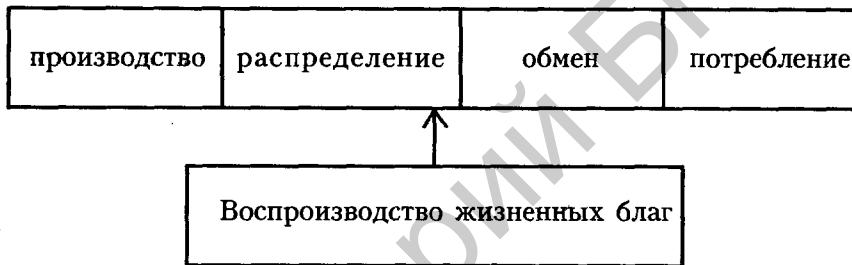 производство распределение обмен потребление
Воспроизводство жизненных благ